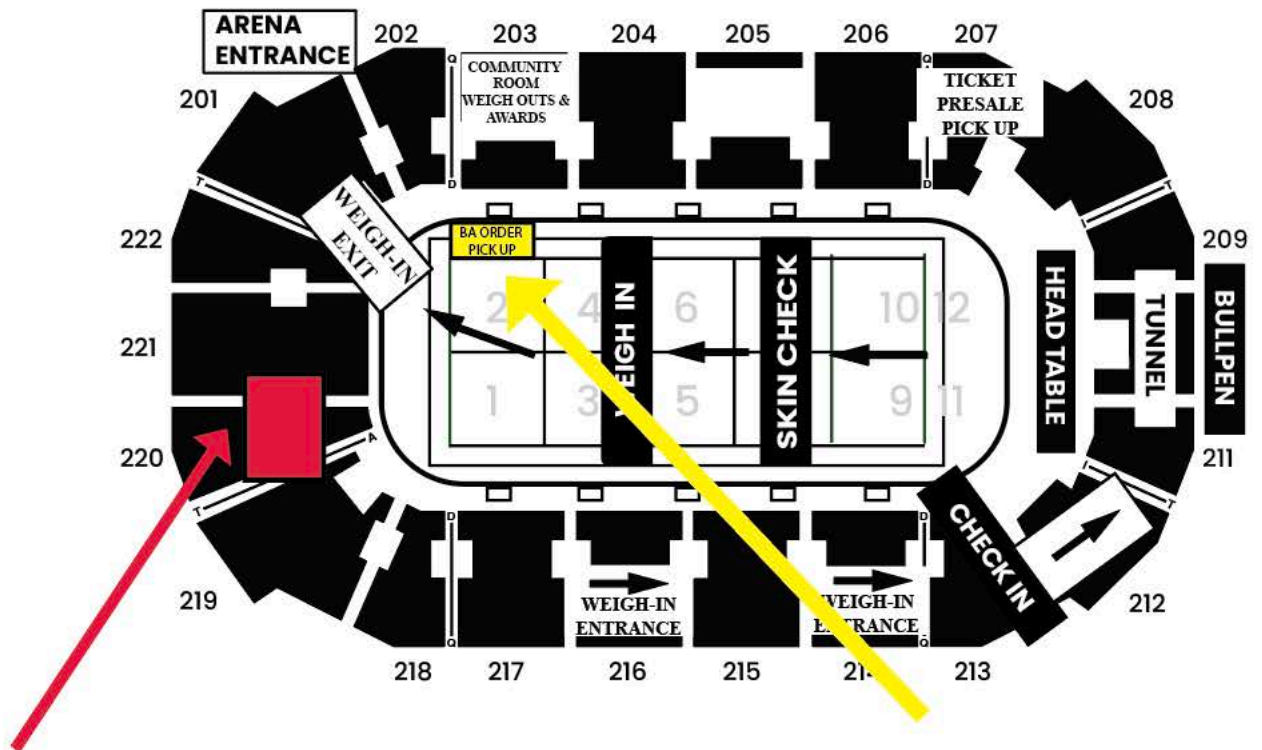 ARENA
ENTRANCE
202
203
204
205
206
207
201
208
COMMUNITY
ROOM
WEIGH OUTS &
AWARDS
TICKET
PRESALE
PICK UP
Q
Q
D
D
T
T
WEIGH-IN
EXIT
BA ORDER
PICK UP
222
209
2
4
6
10
12
WEIGH IN
SKIN CHECK
HEAD TABLE
TUNNEL
BULLPEN
221
1
3
5
9
11
220
A
T
211
T
T
CHECK IN
D
D
WEIGH-IN
ENTRANCE
WEIGH-IN
ENTRANCE
219
212
Q
Q
218
217
216
215
214
213